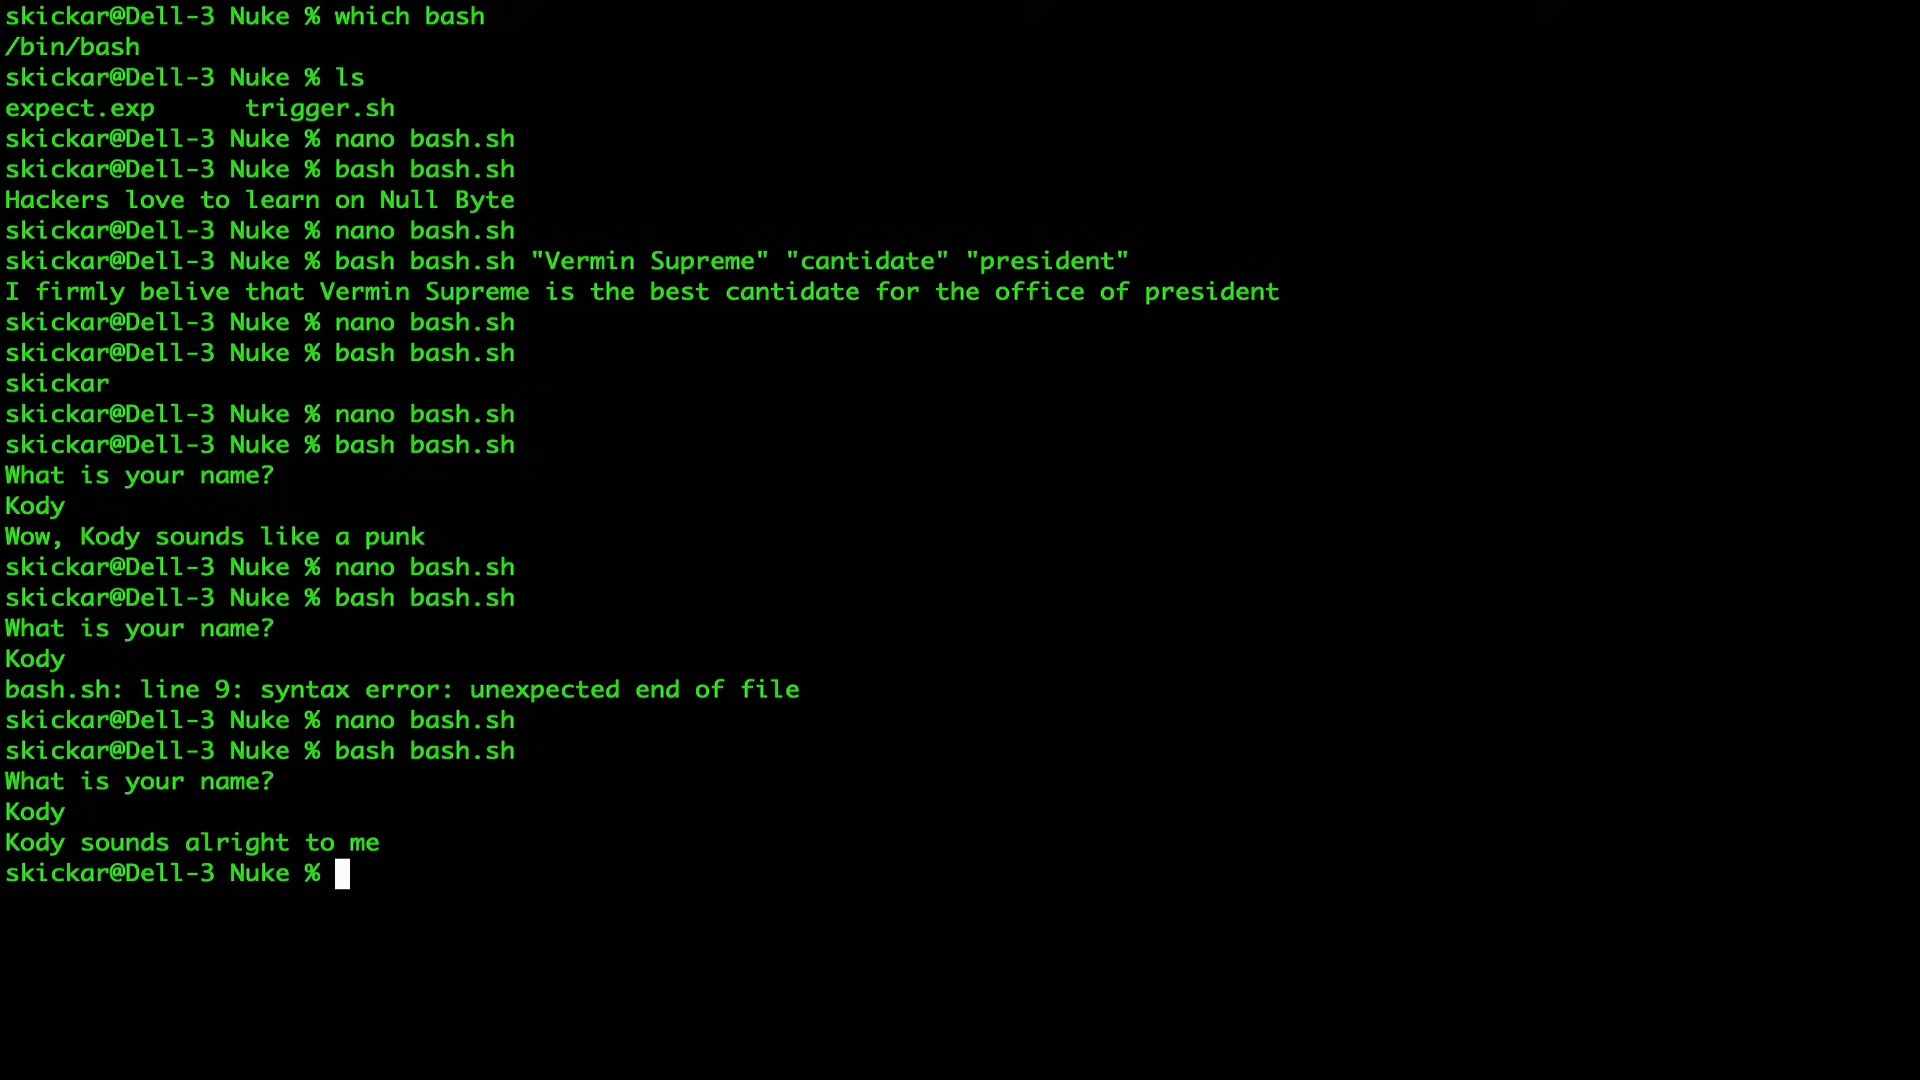 skickar@Dell-3 Nuke % which bash
/bin/bash
skickar@Dell-3 Nuke % ls
expect.exp      trigger.sh
skickar@Dell-3 Nuke % nano bash.sh
skickar@Dell-3 Nuke % bash bash.sh
Hackers love to learn on Null Byte
skickar@Dell-3 Nuke % nano bash.sh
skickar@Dell-3 Nuke % bash bash.sh "Vermin Supreme" "cantidate" "president"
I firmly belive that Vermin Supreme is the best cantidate for the office of president
skickar@Dell-3 Nuke % nano bash.sh
skickar@Dell-3 Nuke % bash bash.sh
skickar
skickar@Dell-3 Nuke % nano bash.sh
skickar@Dell-3 Nuke % bash bash.sh
What is your name?
Kody
Wow, Kody sounds like a punk
skickar@Dell-3 Nuke % nano bash.sh
skickar@Dell-3 Nuke % bash bash.sh
What is your name?
Kody
bash.sh: line 9: syntax error: unexpected end of file
skickar@Dell-3 Nuke % nano bash.sh
skickar@Dell-3 Nuke % bash bash.sh
What is your name?
Kody
Kody sounds alright to me
skickar@Dell-3 Nuke %